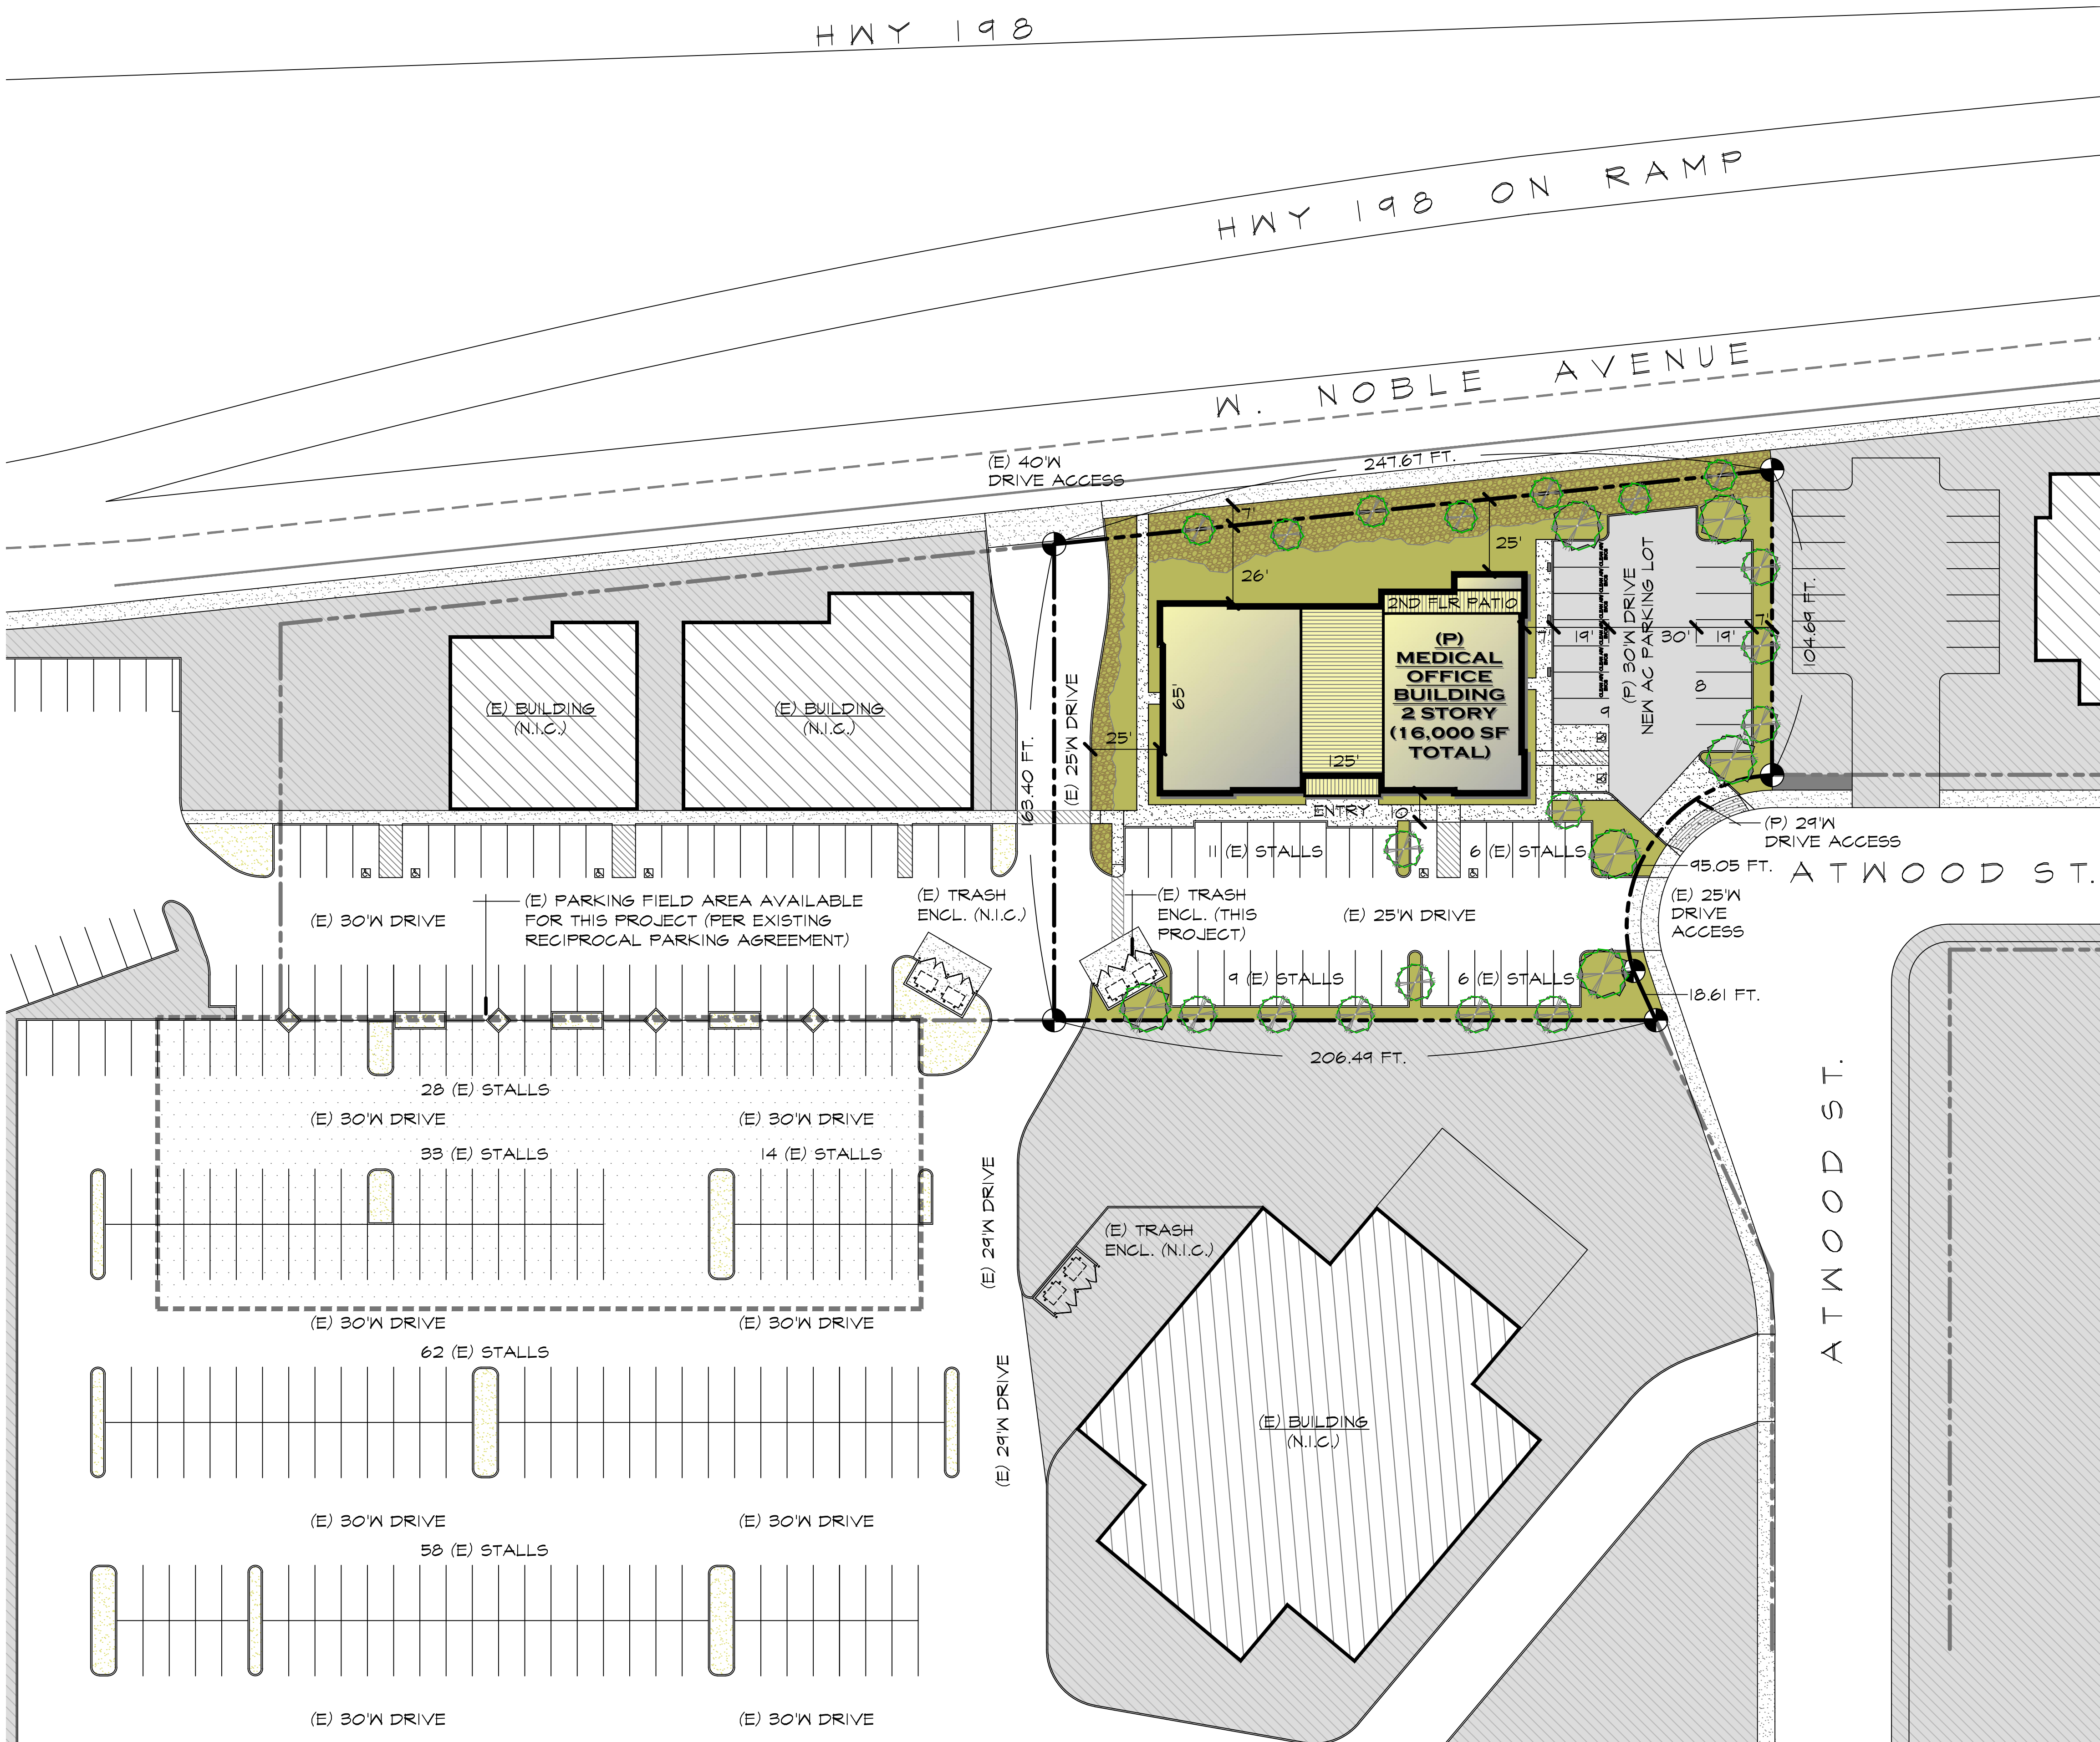 HWY 198
HWY 198 ON RAMP
W. NOBLE AVENUE
(E) 40'W
DRIVE ACCESS
247.67 FT.
7'
25'
26'
2ND FLR PATIO
(P)
MEDICAL
OFFICE
BUILDING
2 STORY
(16,000 SF
TOTAL)
65'
125'
25'
ENTRY
10'
7'
19'
30'
19'
7'
(P) 30'W DRIVE
NEW AC PARKING LOT
9
8
104.69 FT.
(E) BUILDING
(N.I.C.)
(E) BUILDING
(N.I.C.)
(E) 25'W DRIVE
163.40 FT.
(P) 29'W
DRIVE ACCESS
95.05 FT.
ATWOOD ST.
11 (E) STALLS
6 (E) STALLS
(E) 30'W DRIVE
(E) PARKING FIELD AREA AVAILABLE
FOR THIS PROJECT (PER EXISTING
RECIPROCAL PARKING AGREEMENT)
(E) TRASH
ENCL. (N.I.C.)
(E) TRASH
ENCL. (THIS
PROJECT)
(E) 25'W DRIVE
(E) 25'W
DRIVE
ACCESS
9 (E) STALLS
6 (E) STALLS
18.61 FT.
206.49 FT.
28 (E) STALLS
(E) 30'W DRIVE
(E) 30'W DRIVE
33 (E) STALLS
14 (E) STALLS
(E) 29'W DRIVE
(E) TRASH
ENCL. (N.I.C.)
ATWOOD ST.
(E) 30'W DRIVE
(E) 30'W DRIVE
62 (E) STALLS
(E) 29'W DRIVE
(E) BUILDING
(N.I.C.)
(E) 30'W DRIVE
(E) 30'W DRIVE
58 (E) STALLS
(E) 30'W DRIVE
(E) 30'W DRIVE